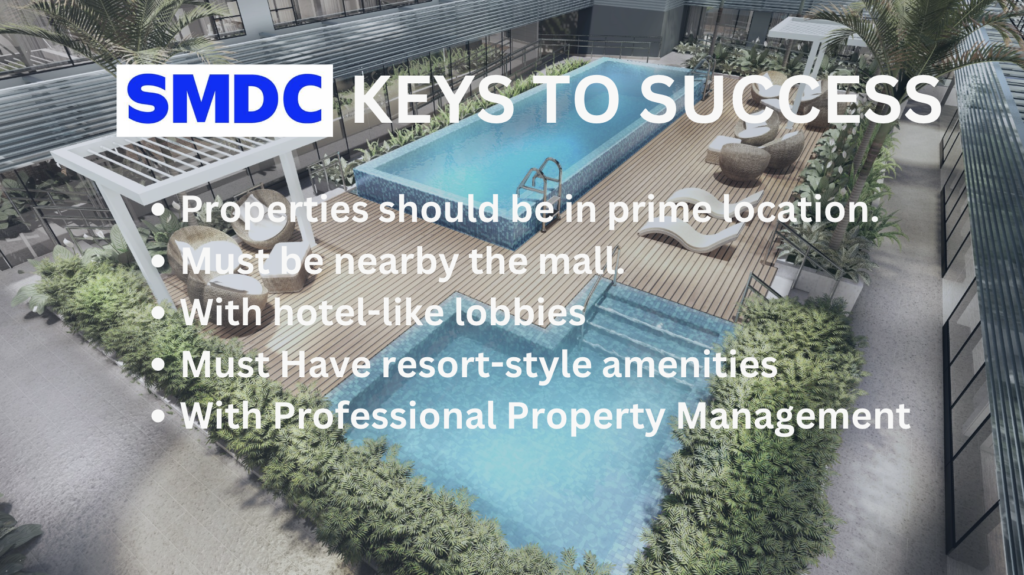 SMDC KEYS TO SUCCESS
• Properties should be in prime location.
• Must be nearby the mall.
• With hotel-like lobbies
• Must Have resort-style amenities
• With Professional Property Management